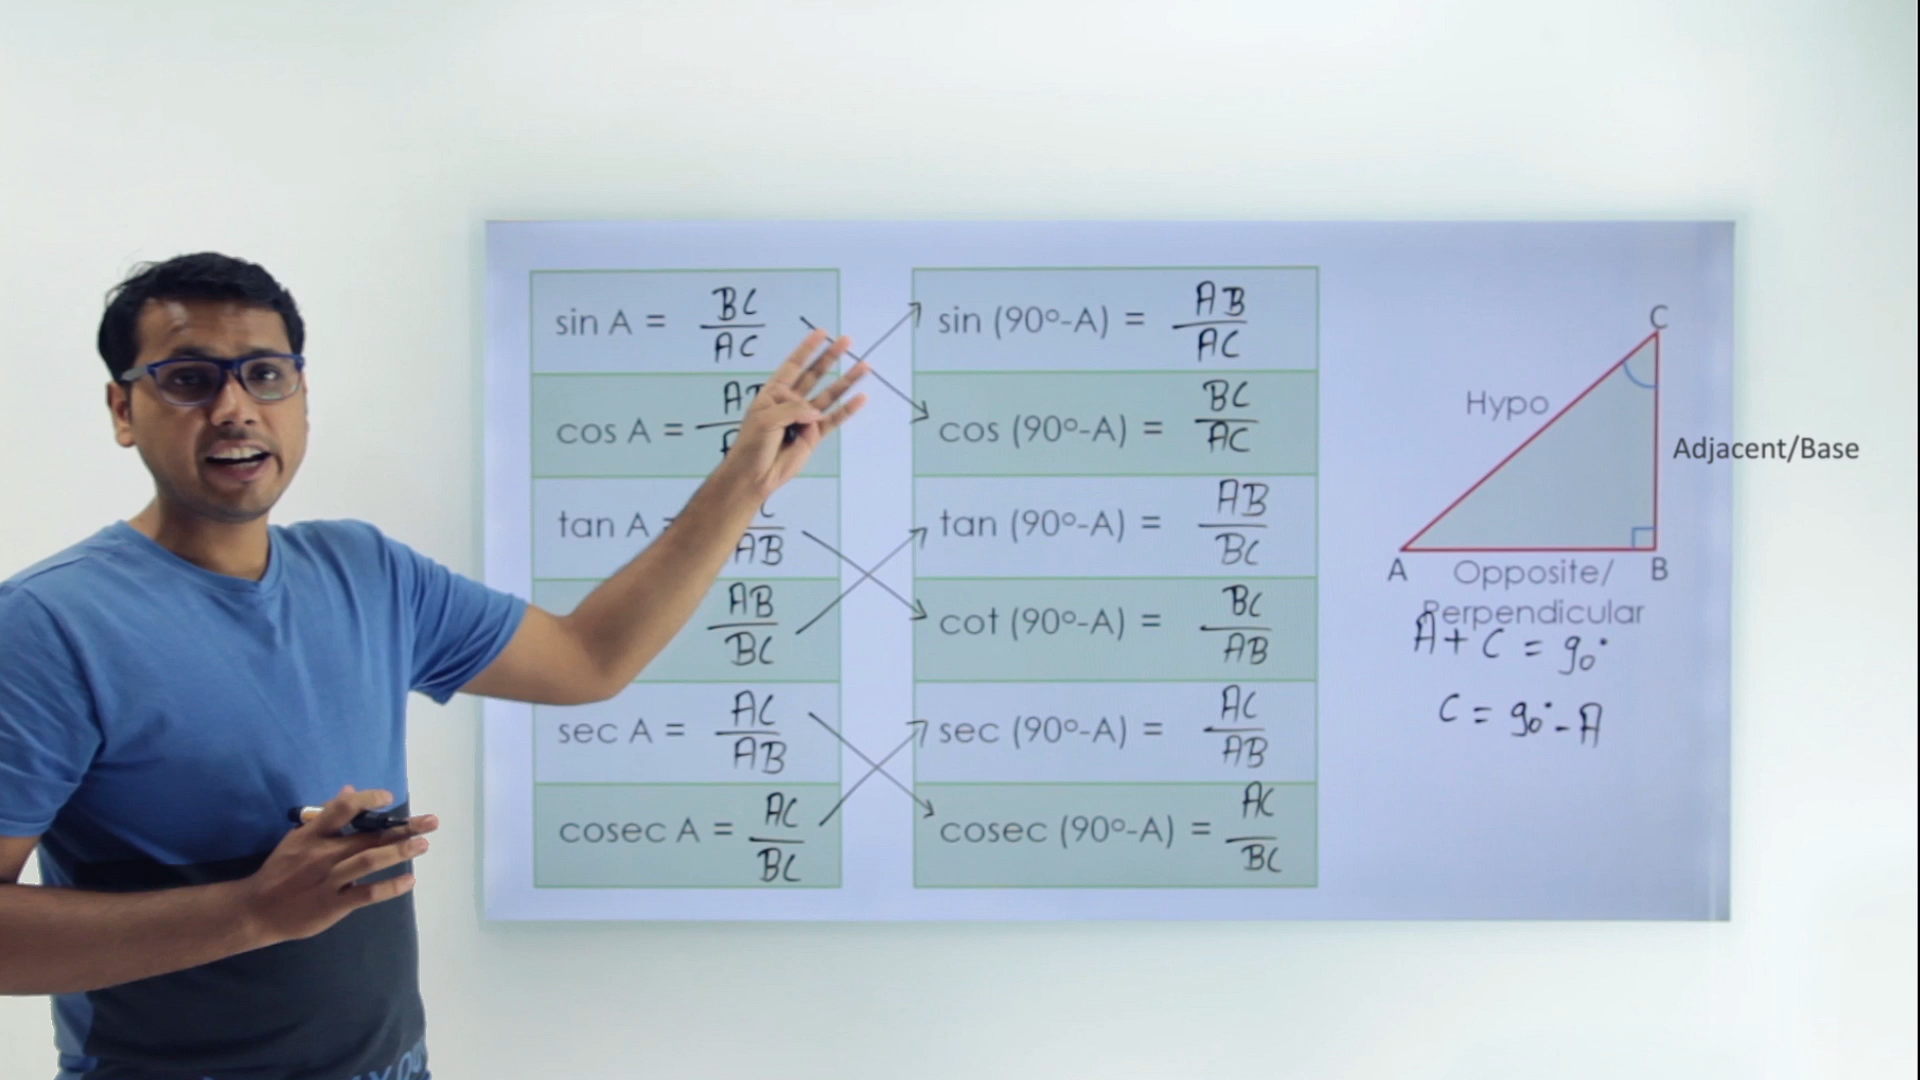 sin A = BC
AC
cos A =
tan A =
AB
AB
BC
sec A = AC
AB
cosec A = AC
BC
sin (90°-A) = AB
AC
cos (90°-A) = BC
AC
tan (90°-A) = AB
BC
cot (90°-A) = BC
AB
sec (90°-A) = AC
AB
cosec (90°-A) = AC
BC
C
Hypo
Adjacent/Base
A Opposite/ B
Perpendicular
A + C = 90°
C = 90° - A